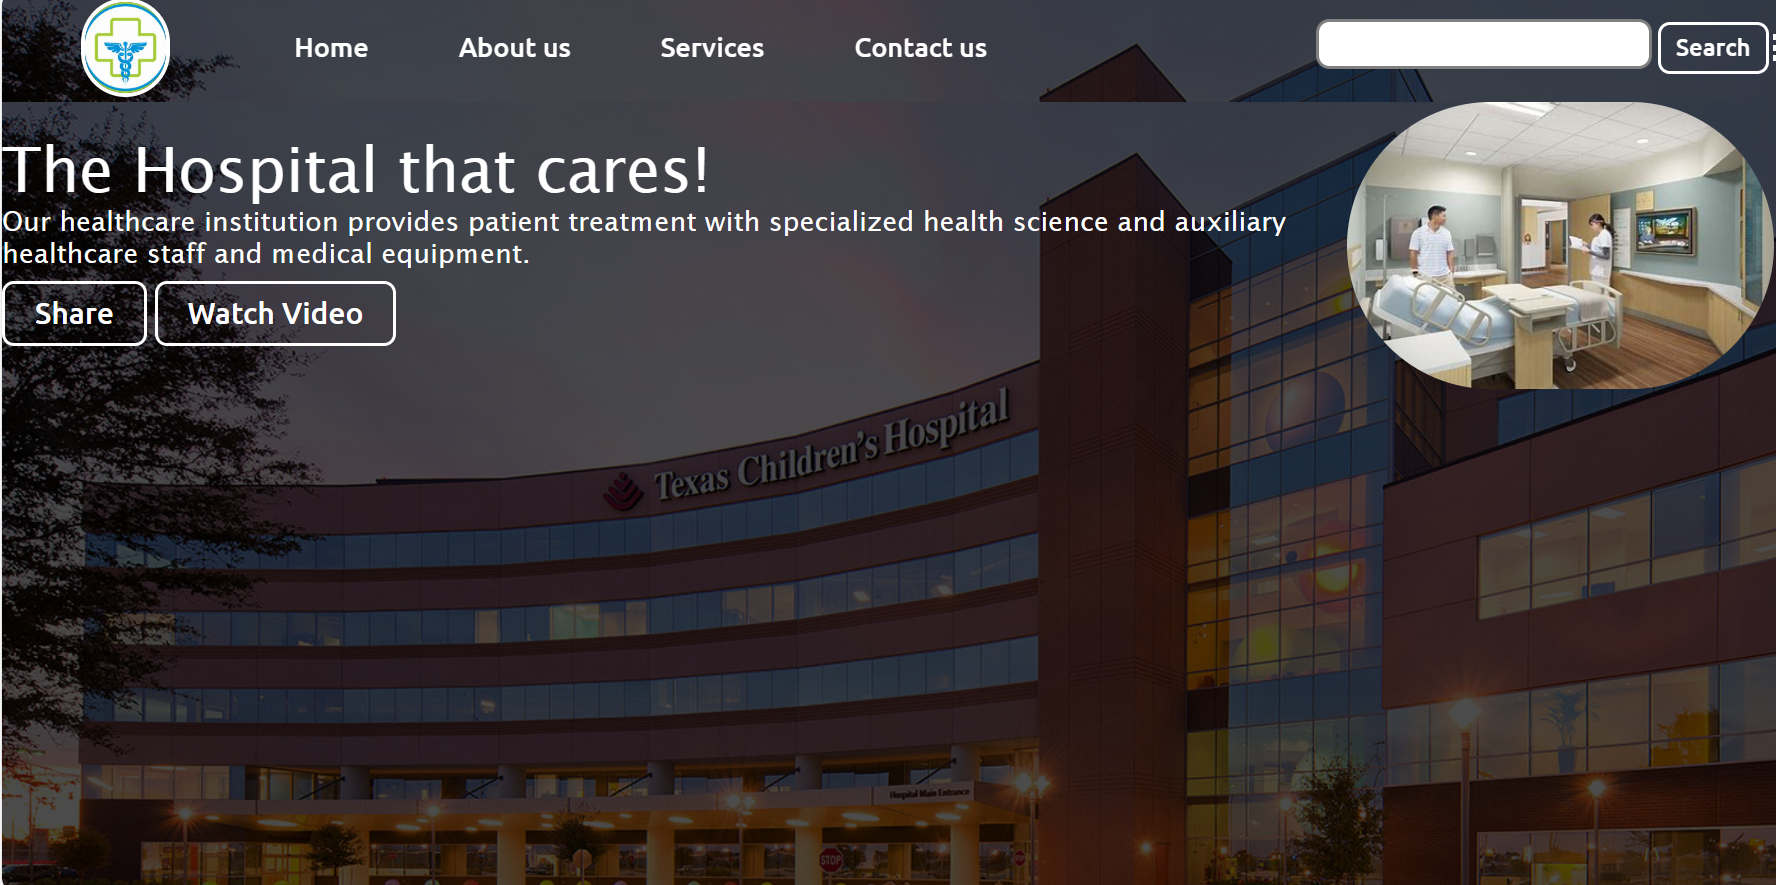 Home
About us
Services
Contact us
Search
The Hospital that cares!
Our healthcare institution provides patient treatment with specialized health science and auxiliary
healthcare staff and medical equipment.
Share
Watch Video
Texas Children's Hospital
Hospital Main Entrance
STOP